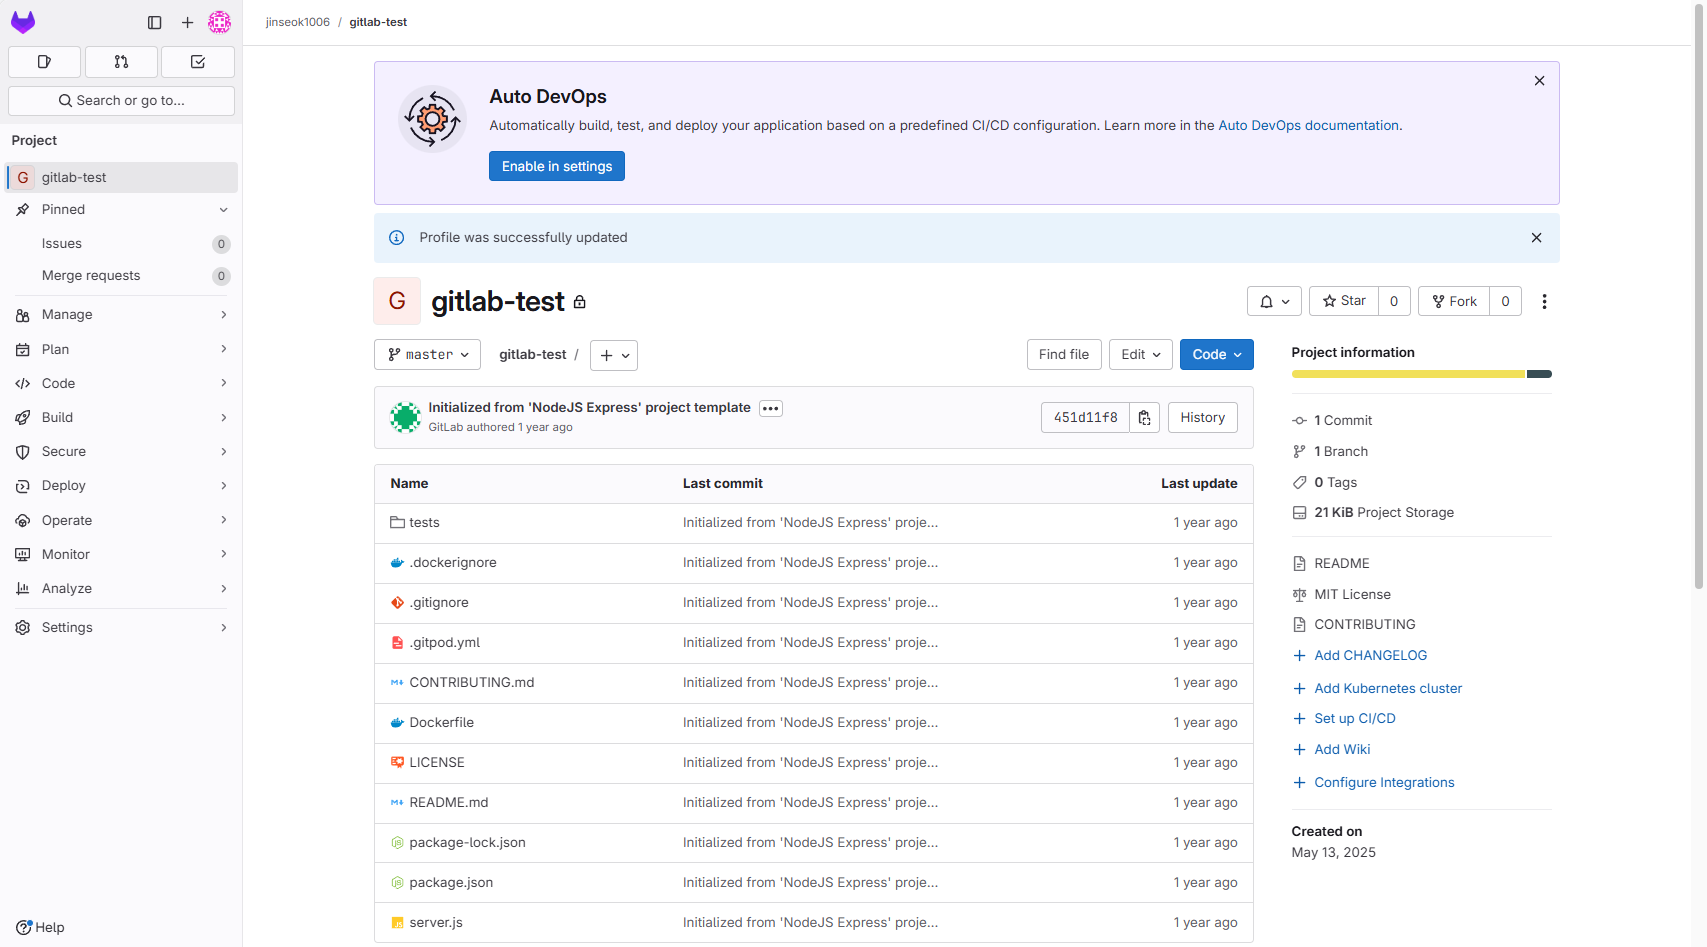 jinseok1006 / gitlab-test
Search or go to...
Project
G gitlab-test
Pinned
Issues 0
Merge requests 0
Manage
Plan
Code
Build
Secure
Deploy
Operate
Monitor
Analyze
Settings
Help
Auto DevOps
Automatically build, test, and deploy your application based on a predefined CI/CD configuration. Learn more in the Auto DevOps documentation.
Enable in settings
Profile was successfully updated
G gitlab-test
Star 0 Fork 0
master gitlab-test / Find file Edit Code
Initialized from 'NodeJS Express' project template
GitLab authored 1 year ago
451d11f8 History
Name Last commit Last update
tests Initialized from 'NodeJS Express' proje... 1 year ago
.dockerignore Initialized from 'NodeJS Express' proje... 1 year ago
.gitignore Initialized from 'NodeJS Express' proje... 1 year ago
.gitpod.yml Initialized from 'NodeJS Express' proje... 1 year ago
CONTRIBUTING.md Initialized from 'NodeJS Express' proje... 1 year ago
Dockerfile Initialized from 'NodeJS Express' proje... 1 year ago
LICENSE Initialized from 'NodeJS Express' proje... 1 year ago
README.md Initialized from 'NodeJS Express' proje... 1 year ago
package-lock.json Initialized from 'NodeJS Express' proje... 1 year ago
package.json Initialized from 'NodeJS Express' proje... 1 year ago
server.js Initialized from 'NodeJS Express' proje... 1 year ago
Project information
1 Commit
1 Branch
0 Tags
21 KiB Project Storage
README
MIT License
CONTRIBUTING
Add CHANGELOG
Add Kubernetes cluster
Set up CI/CD
Add Wiki
Configure Integrations
Created on
May 13, 2025